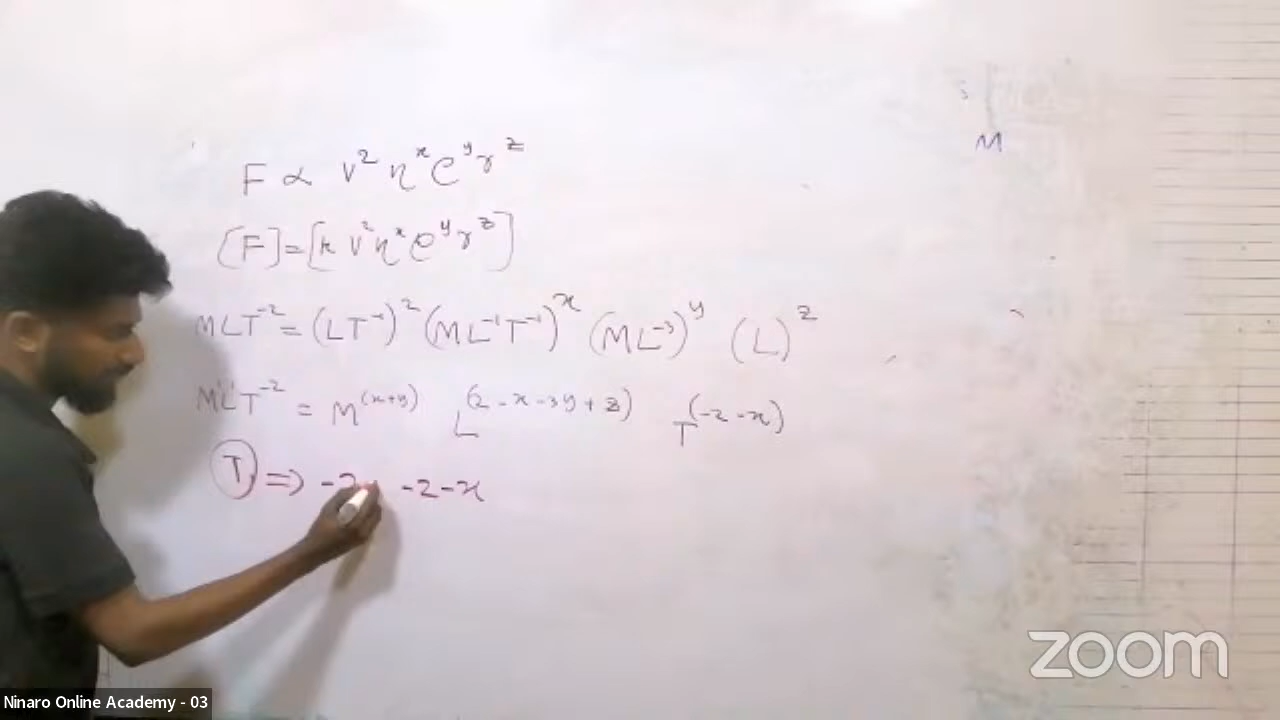 F ∝ v² η^x ρ^y r^z
[F] = [k v² η^x ρ^y r^z]
MLT⁻² = (LT⁻¹)² (ML⁻¹T⁻¹)^x (ML⁻³)^y (L)^z
M¹L¹T⁻² = M^(x+y) L^(2-x-3y+z) T^(-2-x)
T ⇒ -2 = -2-x
M
zoom
Ninaro Online Academy - 03